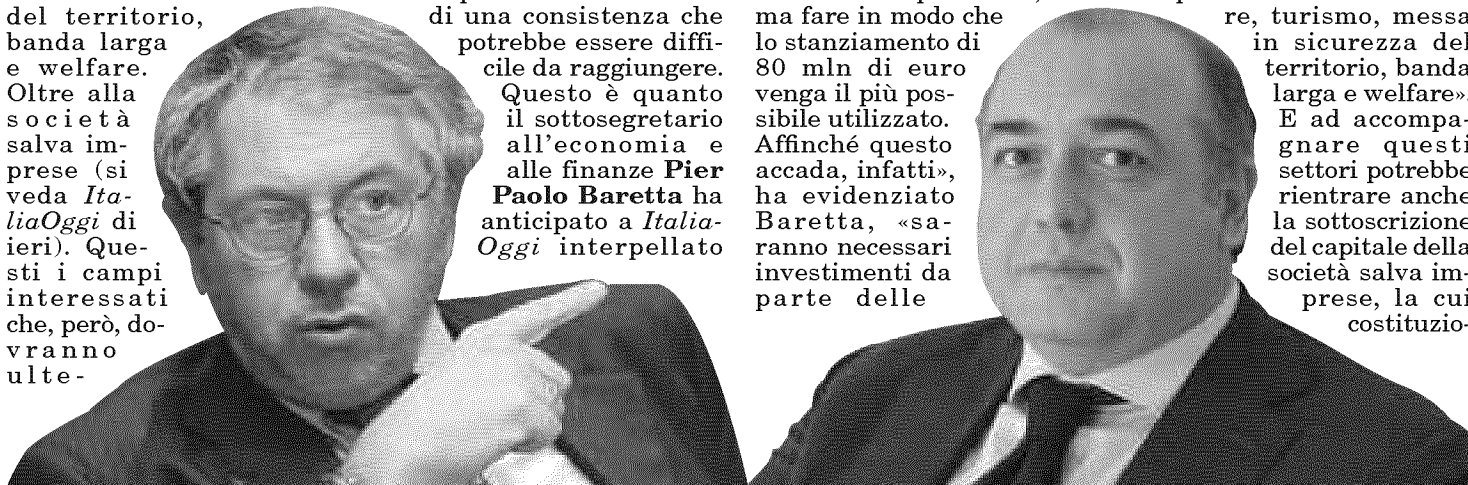 del territorio,
banda larga
e welfare.
Oltre alla
società
salva im-
prese (si
veda Ita-
liaOggi di
ieri). Que-
sti i campi
interessati
che, però, do-
vranno
ulte-
di una consistenza che
potrebbe essere diffi-
cile da raggiungere.
Questo è quanto
il sottosegretario
all'economia e
alle finanze Pier
Paolo Baretta ha
anticipato a Italia-
Oggi interpellato
ma fare in modo che
lo stanziamento di
80 mln di euro
venga il più pos-
sibile utilizzato.
Affinché questo
accada, infatti»,
ha evidenziato
Baretta, «sa-
ranno necessari
investimenti da
parte delle
re, turismo, messa
in sicurezza del
territorio, banda
larga e welfare».
E ad accompa-
gnare questi
settori potrebbe
rientrare anche
la sottoscrizione
del capitale della
società salva im-
prese, la cui
costituzio-